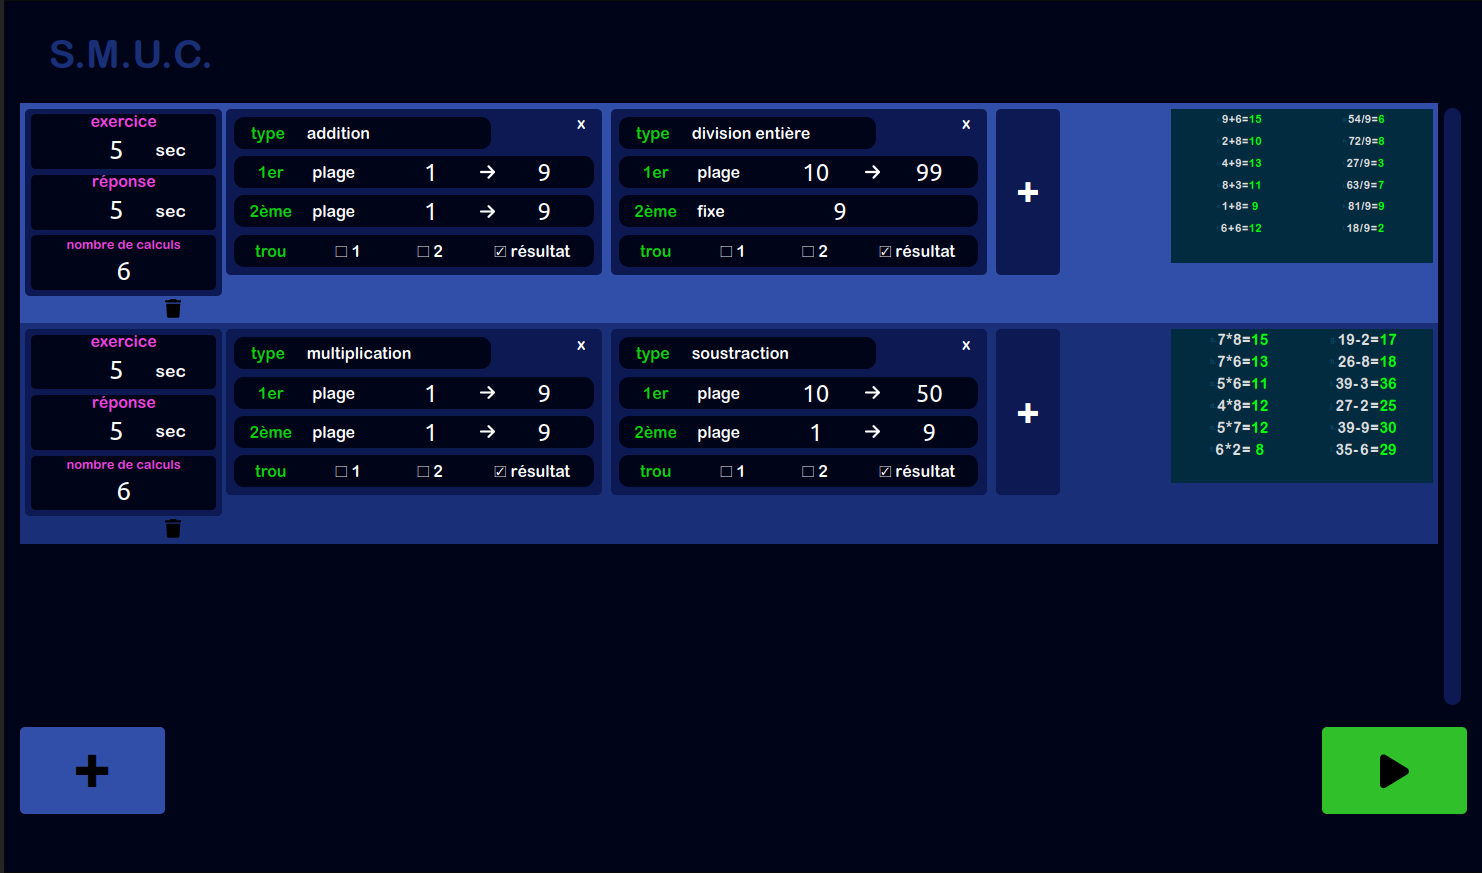 S.M.U.C.
exercice
5 sec
réponse
5 sec
nombre de calculs
6
type addition x
1er plage 1 → 9
2ème plage 1 → 9
trou ☐ 1 ☐ 2 ☑ résultat
type division entière x
1er plage 10 → 99
2ème fixe 9
trou ☐ 1 ☐ 2 ☑ résultat
+
9+6=15 54/9=6
2+8=10 72/9=8
4+9=13 27/9=3
8+3=11 63/9=7
1+8= 9 81/9=9
6+6=12 18/9=2
exercice
5 sec
réponse
5 sec
nombre de calculs
6
type multiplication x
1er plage 1 → 9
2ème plage 1 → 9
trou ☐ 1 ☐ 2 ☑ résultat
type soustraction x
1er plage 10 → 50
2ème plage 1 → 9
trou ☐ 1 ☐ 2 ☑ résultat
+
7*8=15 19-2=17
7*6=13 26-8=18
5*6=11 39-3=36
4*8=12 27-2=25
5*7=12 39-9=30
6*2= 8 35-6=29
+